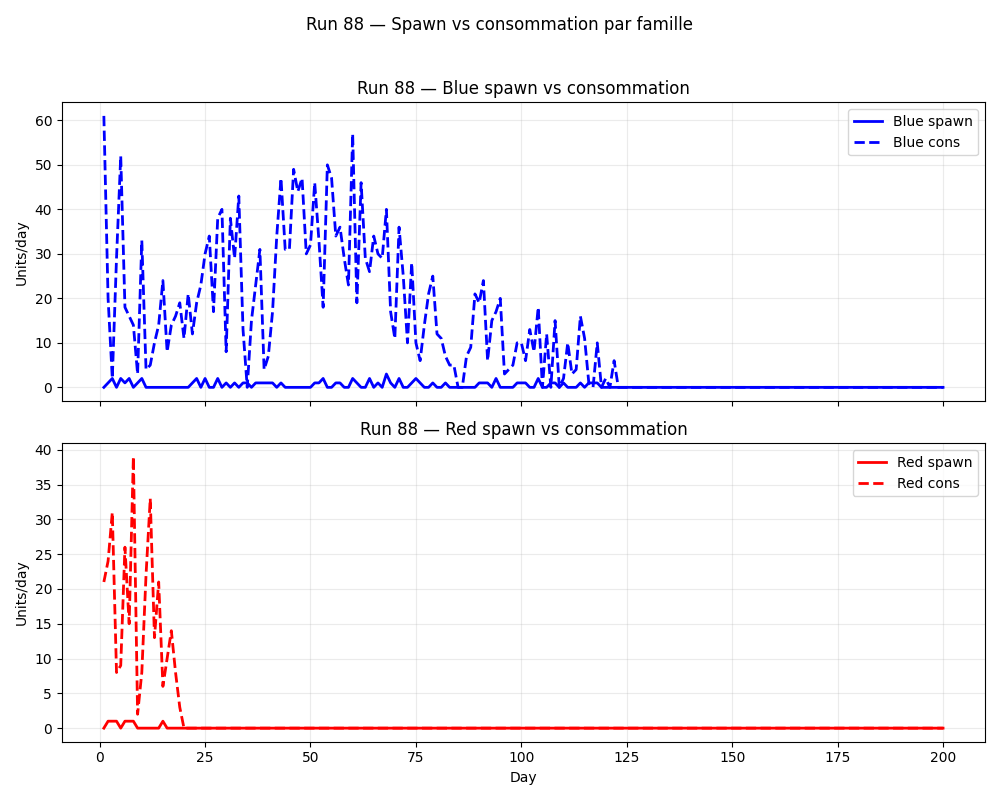 Run 88 — Spawn vs consommation par famille
Run 88 — Blue spawn vs consommation
60
50
40
30
20
10
0
Units/day
Blue spawn
Blue cons
Run 88 — Red spawn vs consommation
40
35
30
25
20
15
10
5
0
Units/day
Red spawn
Red cons
0 25 50 75 100 125 150 175 200
Day